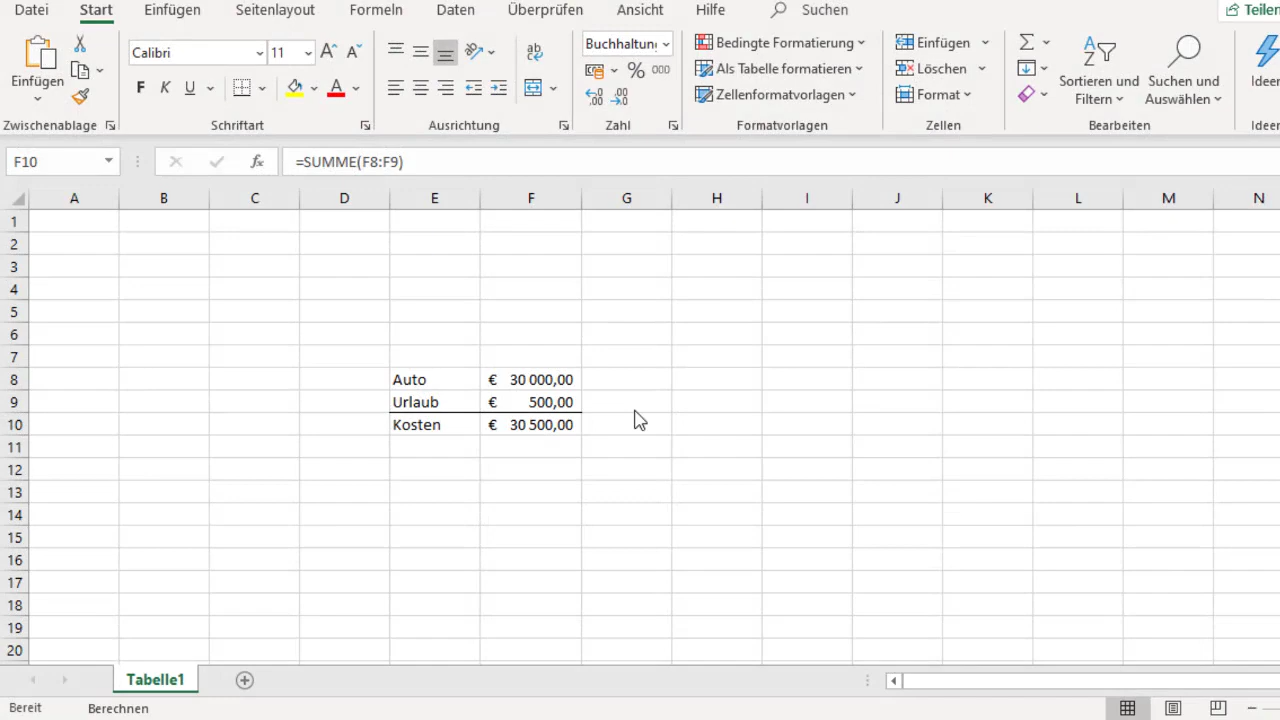 Datei Start Einfügen Seitenlayout Formeln Daten Überprüfen Ansicht Hilfe Suchen Teilen
Calibri 11 Buchhaltung Bedingte Formatierung Einfügen
Einfügen F K U A ab % 000 Als Tabelle formatieren Löschen Sortieren und Filtern Suchen und Auswählen
Zellenformatvorlagen Format
Zwischenablage Schriftart Ausrichtung Zahl Formatvorlagen Zellen Bearbeiten
F10 fx =SUMME(F8:F9)
A B C D E F G H I J K L M N
1
2
3
4
5
6
7
8 Auto € 30 000,00
9 Urlaub € 500,00
10 Kosten € 30 500,00
11
12
13
14
15
16
17
18
19
20
Tabelle1
Bereit Berechnen